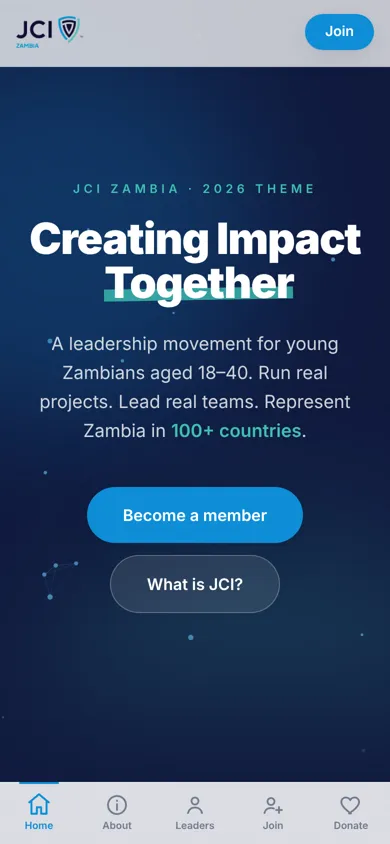 JCI
ZAMBIA
Join
JCI ZAMBIA · 2026 THEME
Creating Impact
Together
A leadership movement for young
Zambians aged 18–40. Run real
projects. Lead real teams. Represent
Zambia in 100+ countries.
Become a member
What is JCI?
Home
About
Leaders
Join
Donate